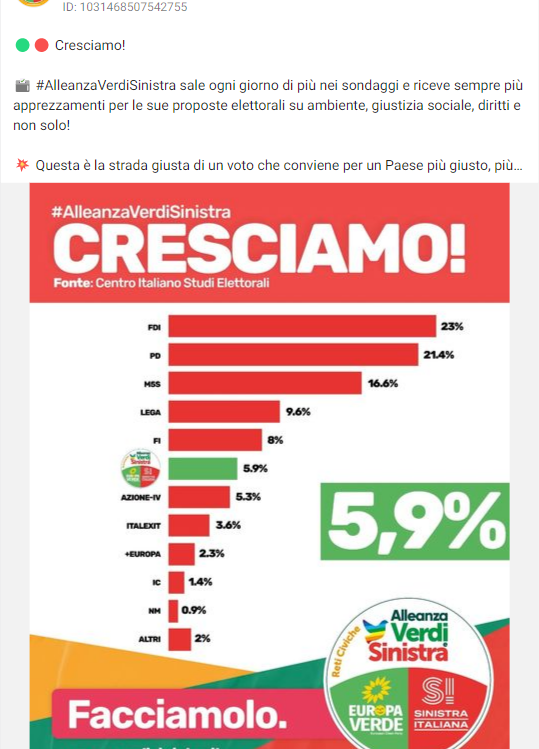 ID: 1031468507542755
Cresciamo!
#AlleanzaVerdiSinistra sale ogni giorno di più nei sondaggi e riceve sempre più
apprezzamenti per le sue proposte elettorali su ambiente, giustizia sociale, diritti e
non solo!
Questa è la strada giusta di un voto che conviene per un Paese più giusto, più...
#AlleanzaVerdiSinistra
CRESCIAMO!
Fonte: Centro Italiano Studi Elettorali
FDI 23%
PD 21.4%
M5S 16.6%
LEGA 9.6%
FI 8%
5.9%
AZIONE-IV 5.3%
ITALEXIT 3.6%
+EUROPA 2.3%
IC 1.4%
NM 0.9%
ALTRI 2%
5,9%
Reti Civiche
Alleanza
Verdi
Sinistra
EUROPA
VERDE
SI
SINISTRA
ITALIANA
Facciamolo.